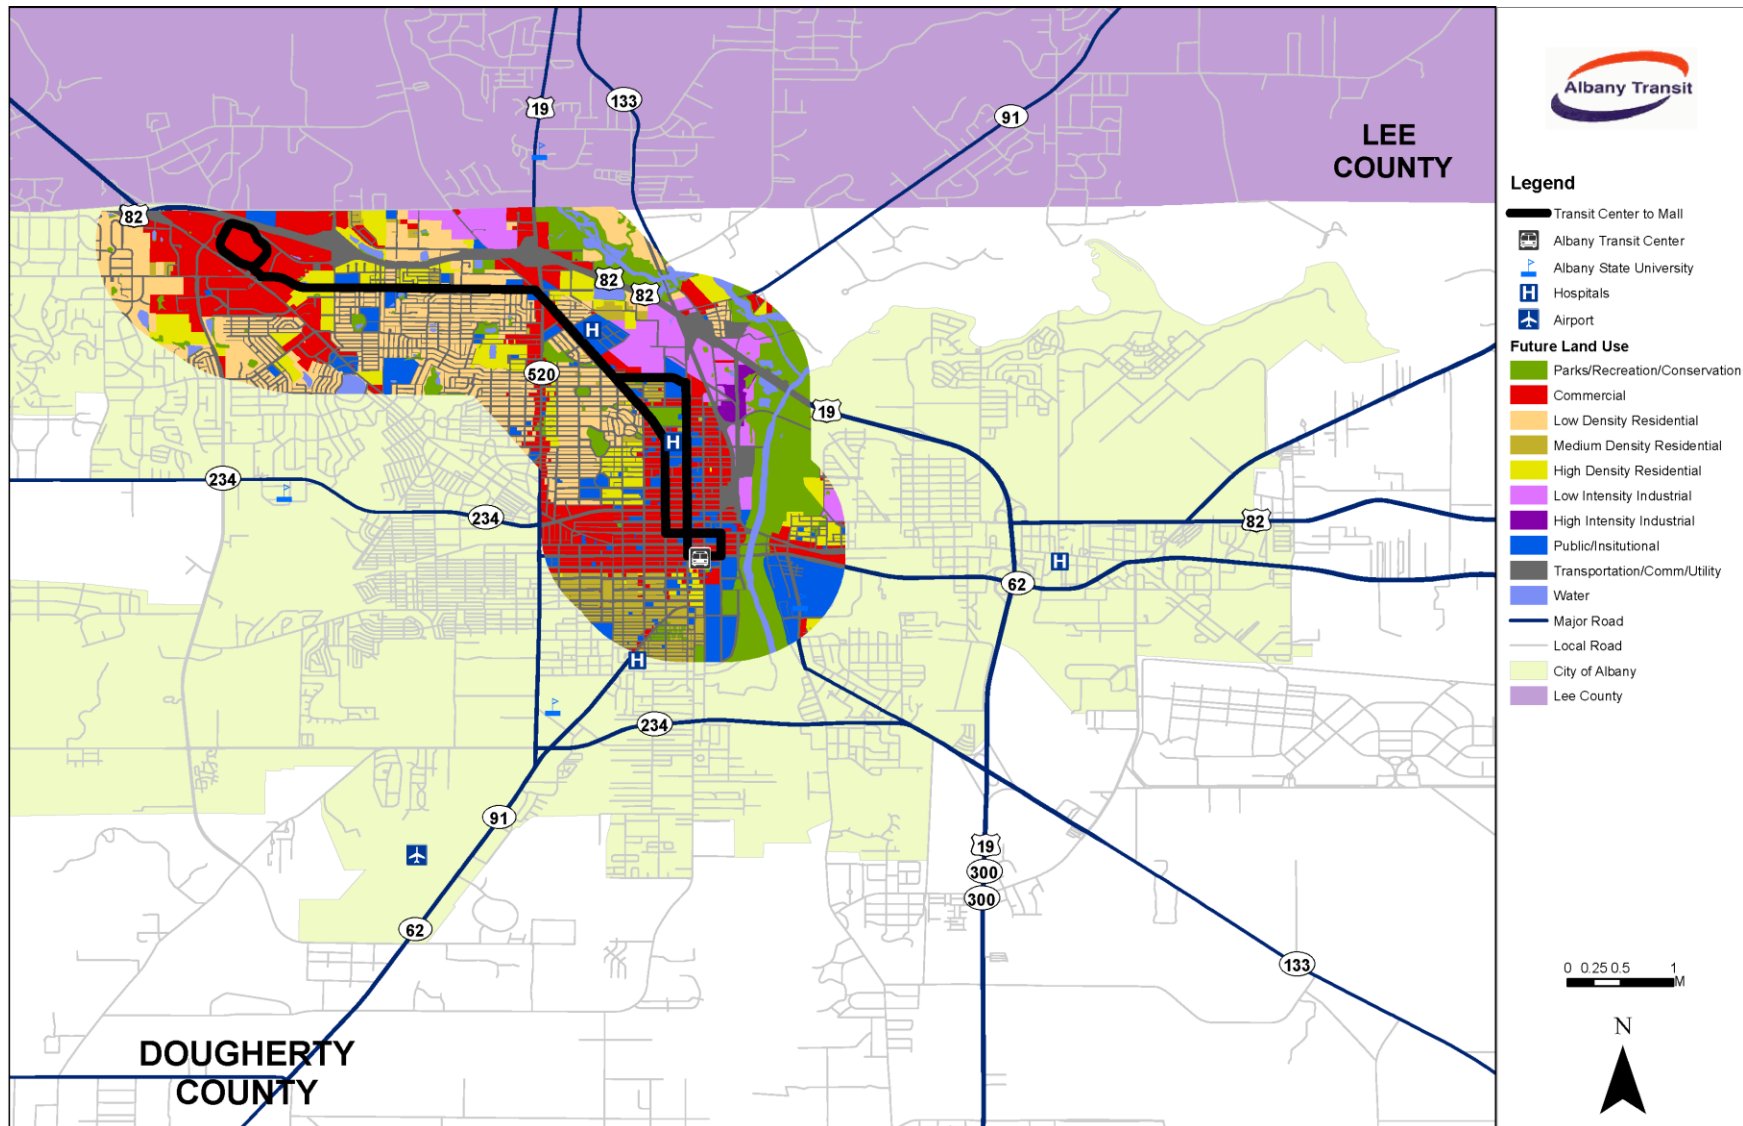 Albany Transit
LEE
COUNTY
19
133
91
82
82
82
520
19
234
234
82
62
234
91
62
19
300
300
133
H
H
H
H
DOUGHERTY
COUNTY
Legend
Transit Center to Mall
Albany Transit Center
Albany State University
H Hospitals
Airport
Future Land Use
Parks/Recreation/Conservation
Commercial
Low Density Residential
Medium Density Residential
High Density Residential
Low Intensity Industrial
High Intensity Industrial
Public/Insitutional
Transportation/Comm/Utility
Water
Major Road
Local Road
City of Albany
Lee County
0 0.25 0.5 1
M
N